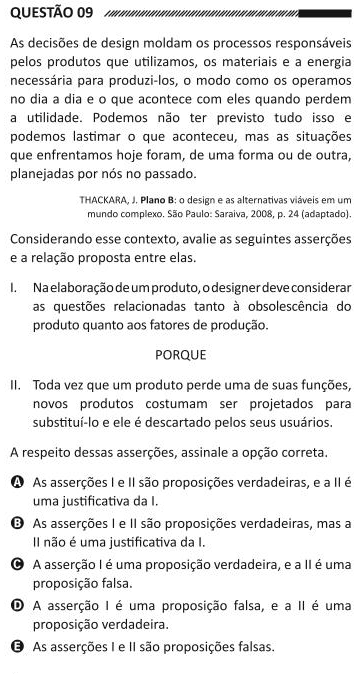 QUESTÃO 09
As decisões de design moldam os processos responsáveis
pelos produtos que utilizamos, os materiais e a energia
necessária para produzi-los, o modo como os operamos
no dia a dia e o que acontece com eles quando perdem
a utilidade. Podemos não ter previsto tudo isso e
podemos lastimar o que aconteceu, mas as situações
que enfrentamos hoje foram, de uma forma ou de outra,
planejadas por nós no passado.
THACKARA, J. Plano B: o design e as alternativas viáveis em um
mundo complexo. São Paulo: Saraiva, 2008, p. 24 (adaptado).
Considerando esse contexto, avalie as seguintes asserções
e a relação proposta entre elas.
I. Na elaboração de um produto, o designer deve considerar
as questões relacionadas tanto à obsolescência do
produto quanto aos fatores de produção.
PORQUE
II. Toda vez que um produto perde uma de suas funções,
novos produtos costumam ser projetados para
substituí-lo e ele é descartado pelos seus usuários.
A respeito dessas asserções, assinale a opção correta.
A As asserções I e II são proposições verdadeiras, e a II é
uma justificativa da I.
B As asserções I e II são proposições verdadeiras, mas a
II não é uma justificativa da I.
C A asserção I é uma proposição verdadeira, e a II é uma
proposição falsa.
D A asserção I é uma proposição falsa, e a II é uma
proposição verdadeira.
E As asserções I e II são proposições falsas.